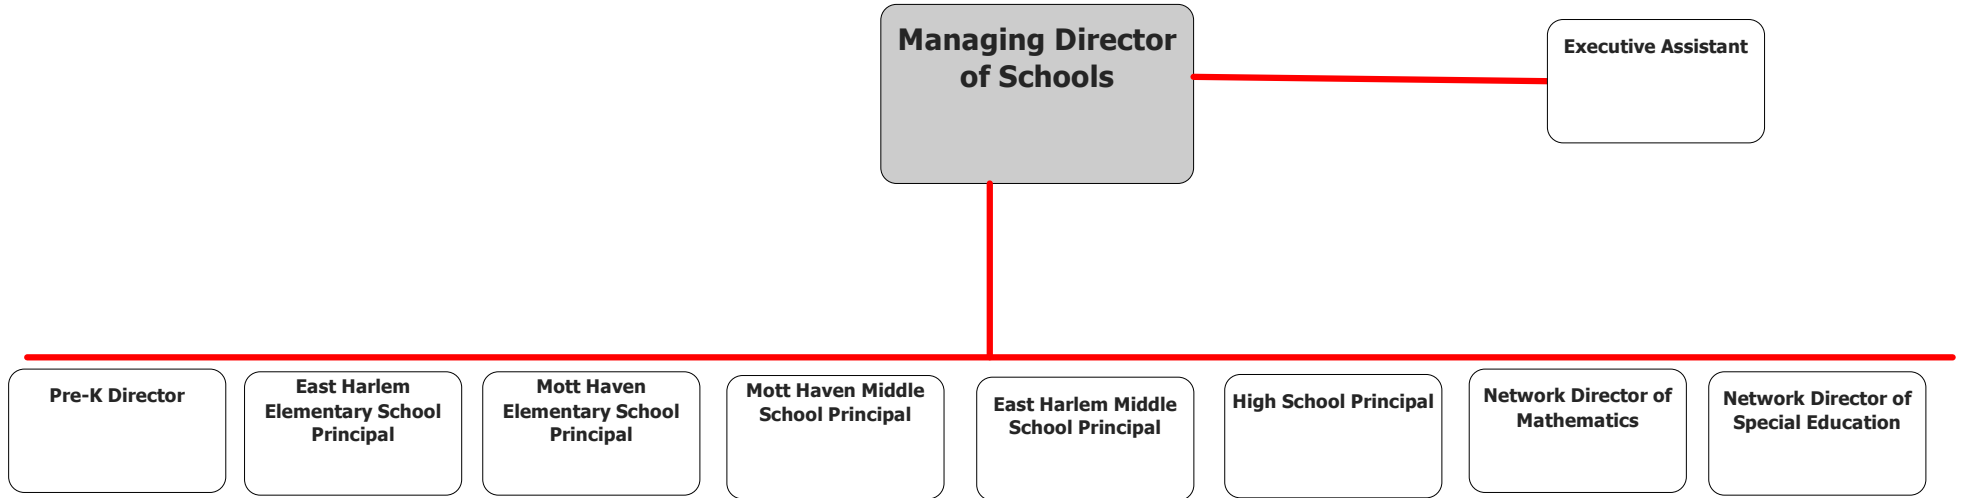 Managing Director
of Schools
Executive Assistant
Pre-K Director
East Harlem
Elementary School
Principal
Mott Haven
Elementary School
Principal
Mott Haven Middle
School Principal
East Harlem Middle
School Principal
High School Principal
Network Director of
Mathematics
Network Director of
Special Education